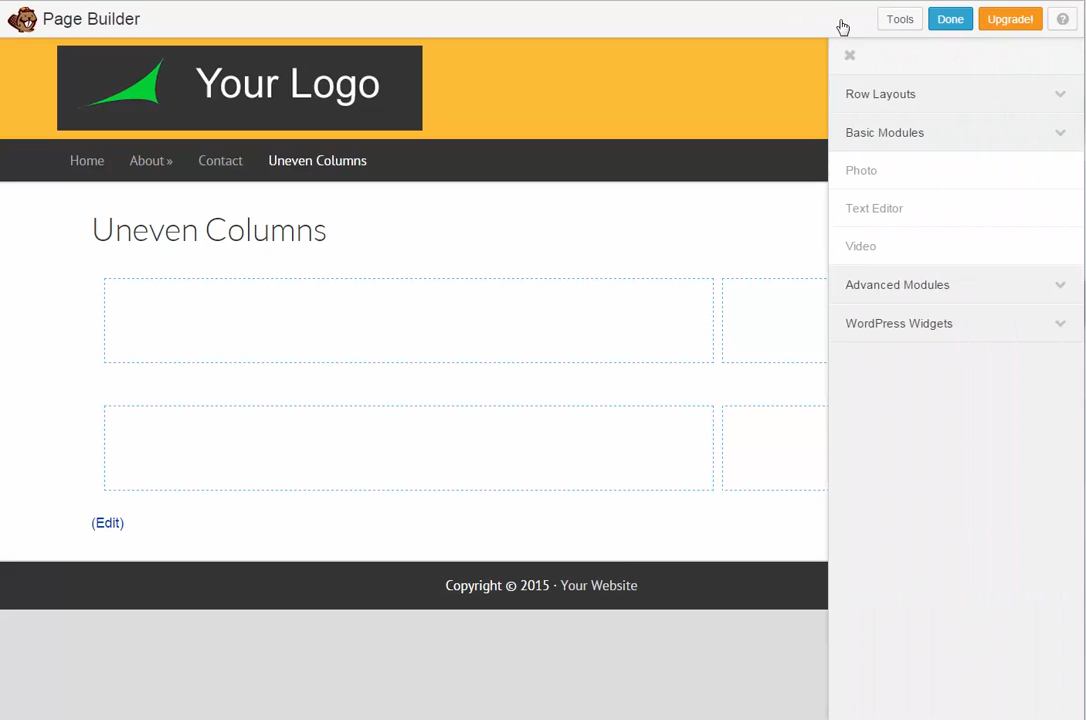 Page Builder
Tools
Done
Upgrade!
?
Your Logo
Home
About »
Contact
Uneven Columns
Row Layouts
Basic Modules
Photo
Text Editor
Video
Advanced Modules
WordPress Widgets
Uneven Columns
(Edit)
Copyright © 2015 · Your Website